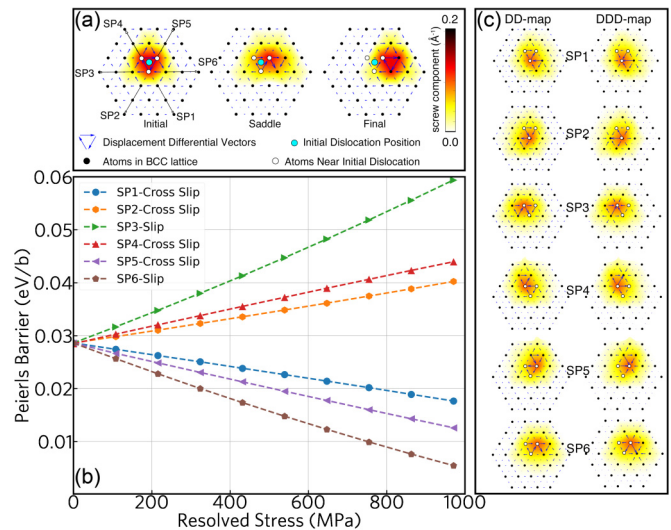 (a)
SP4
SP5
SP3
SP6
SP2
SP1
Initial
Saddle
Final
0.2
screw component (Å⁻¹)
0.0
Displacement Differential Vectors
Initial Dislocation Position
Atoms in BCC lattice
Atoms Near Initial Dislocation
0.06
0.05
0.04
0.03
0.02
0.01
Peierls Barrier (eV/b)
SP1-Cross Slip
SP2-Cross Slip
SP3-Slip
SP4-Cross Slip
SP5-Cross Slip
SP6-Slip
(b)
0 200 400 600 800 1000
Resolved Stress (MPa)
(c)
DD-map DDD-map
SP1
SP2
SP3
SP4
SP5
SP6